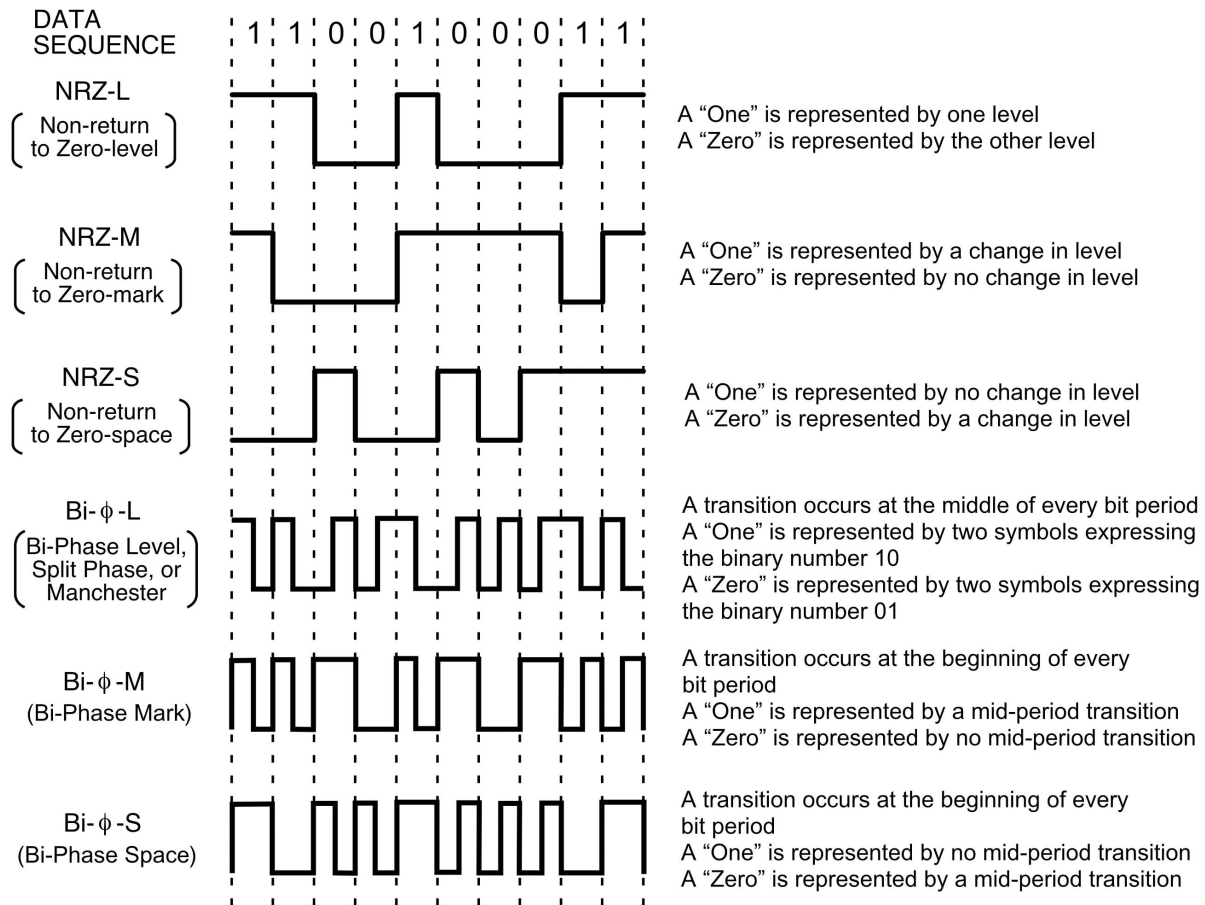 DATA
SEQUENCE
1 1 0 0 1 0 0 0 1 1
NRZ-L
Non-return
to Zero-level
A “One” is represented by one level
A “Zero” is represented by the other level
NRZ-M
Non-return
to Zero-mark
A “One” is represented by a change in level
A “Zero” is represented by no change in level
NRZ-S
Non-return
to Zero-space
A “One” is represented by no change in level
A “Zero” is represented by a change in level
Bi- ϕ -L
Bi-Phase Level,
Split Phase, or
Manchester
A transition occurs at the middle of every bit period
A “One” is represented by two symbols expressing
the binary number 10
A “Zero” is represented by two symbols expressing
the binary number 01
Bi- ϕ -M
(Bi-Phase Mark)
A transition occurs at the beginning of every
bit period
A “One” is represented by a mid-period transition
A “Zero” is represented by no mid-period transition
Bi- ϕ -S
(Bi-Phase Space)
A transition occurs at the beginning of every
bit period
A “One” is represented by no mid-period transition
A “Zero” is represented by a mid-period transition